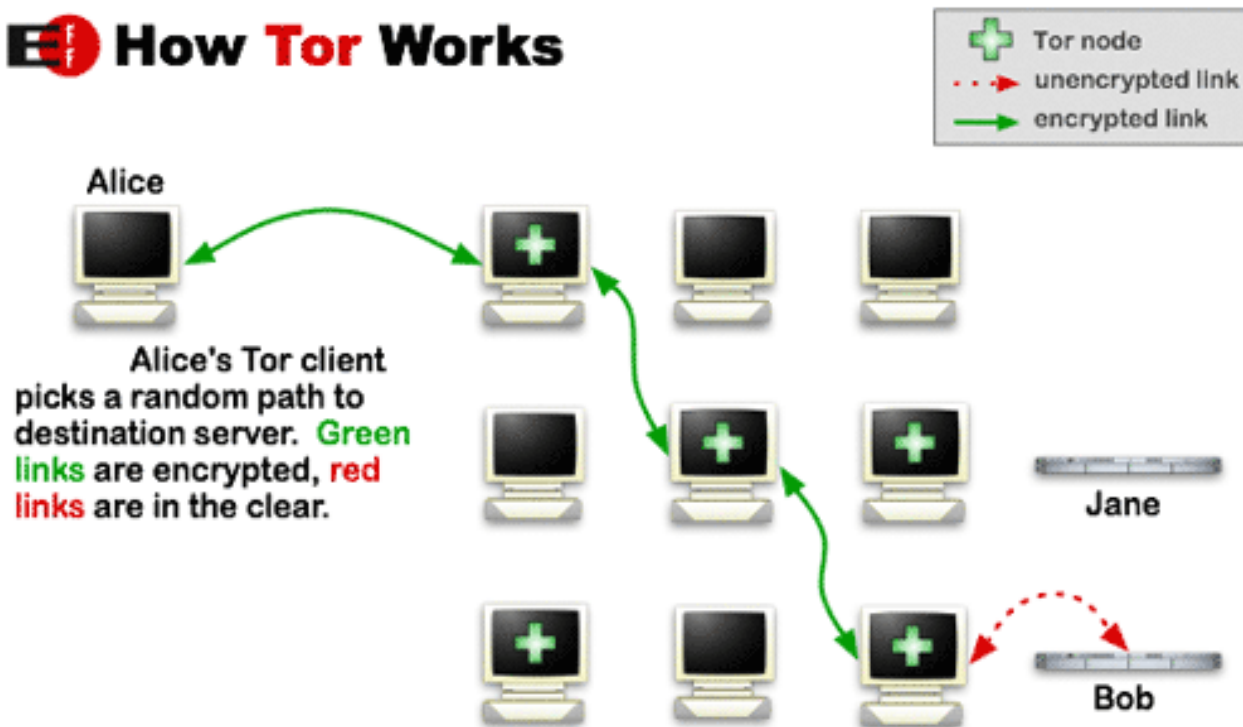 EFF How Tor Works
Tor node
unencrypted link
encrypted link
Alice
Alice's Tor client
picks a random path to
destination server. Green
links are encrypted, red
links are in the clear.
Jane
Bob